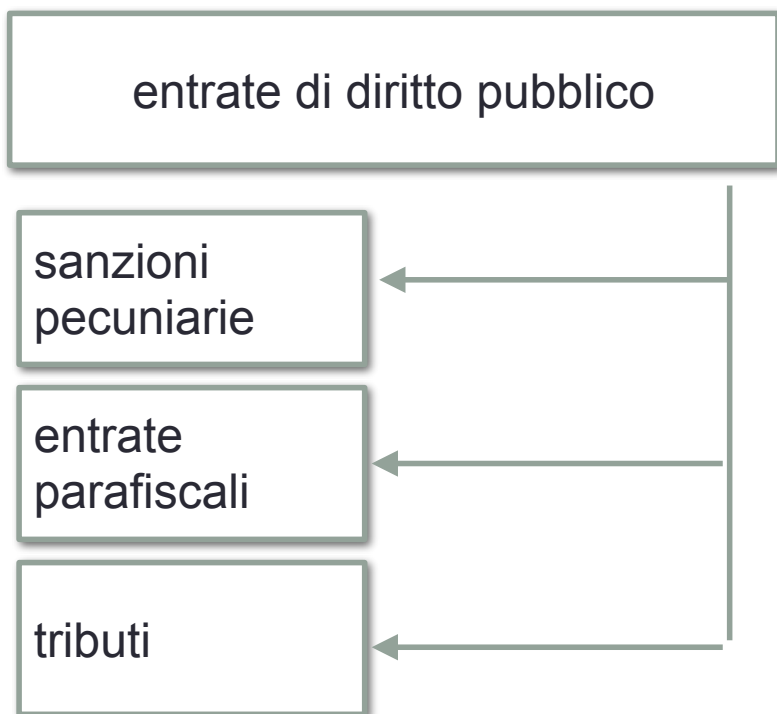 entrate di diritto pubblico
sanzioni
pecuniarie
entrate
parafiscali
tributi